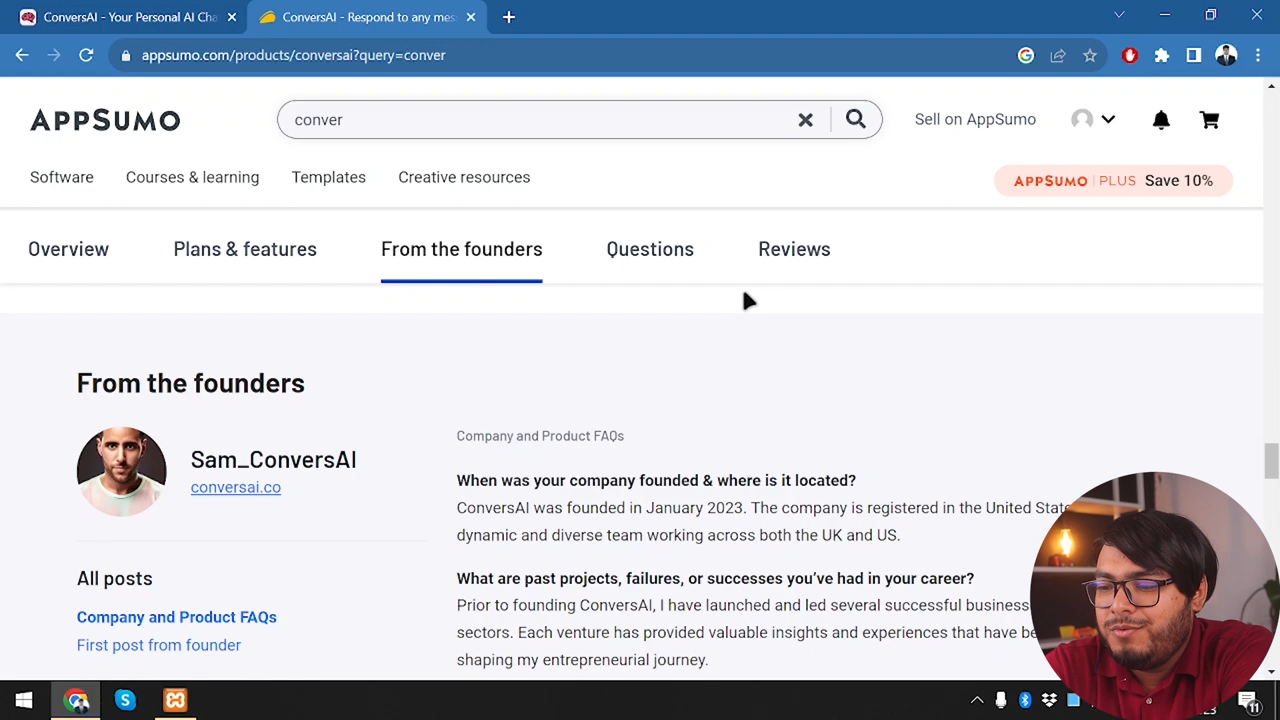 ConversAI - Your Personal AI Cha
ConversAI - Respond to any mes
appsumo.com/products/conversai?query=conver
APPSUMO
conver
Sell on AppSumo
Software
Courses & learning
Templates
Creative resources
APPSUMO | PLUS Save 10%
Overview
Plans & features
From the founders
Questions
Reviews
From the founders
Sam_ConversAI
conversai.co
All posts
Company and Product FAQs
First post from founder
Company and Product FAQs
When was your company founded & where is it located?
ConversAI was founded in January 2023. The company is registered in the United State
dynamic and diverse team working across both the UK and US.
What are past projects, failures, or successes you've had in your career?
Prior to founding ConversAI, I have launched and led several successful business
sectors. Each venture has provided valuable insights and experiences that have be
shaping my entrepreneurial journey.
11